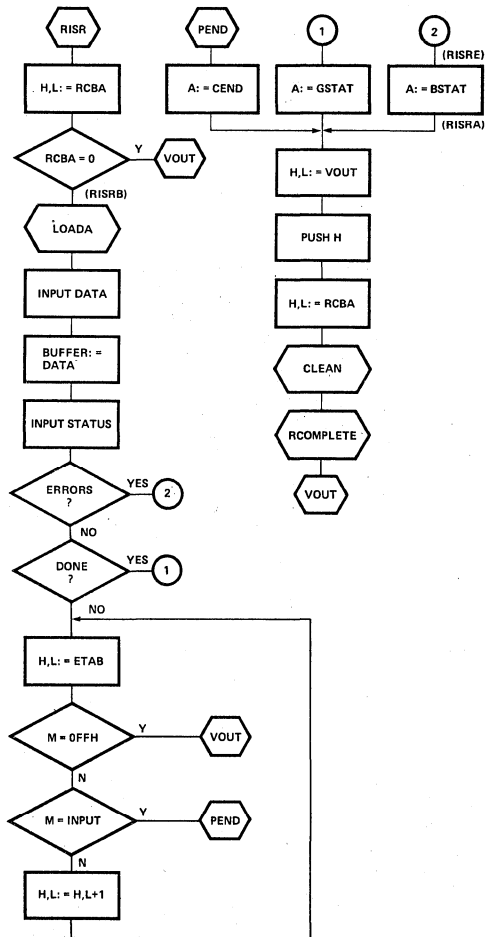 RISR
H,L: = RCBA
RCBA = 0
Y
VOUT
(RISRB)
LOADA
INPUT DATA
BUFFER: =
DATA
INPUT STATUS
ERRORS
?
YES
2
NO
DONE
?
YES
1
NO
H,L: = ETAB
M = 0FFH
Y
VOUT
N
M = INPUT
Y
PEND
N
H,L: = H,L+1
PEND
A: = CEND
1
A: = GSTAT
2
(RISRE)
A: = BSTAT
(RISRA)
H,L: = VOUT
PUSH H
H,L: = RCBA
CLEAN
RCOMPLETE
VOUT